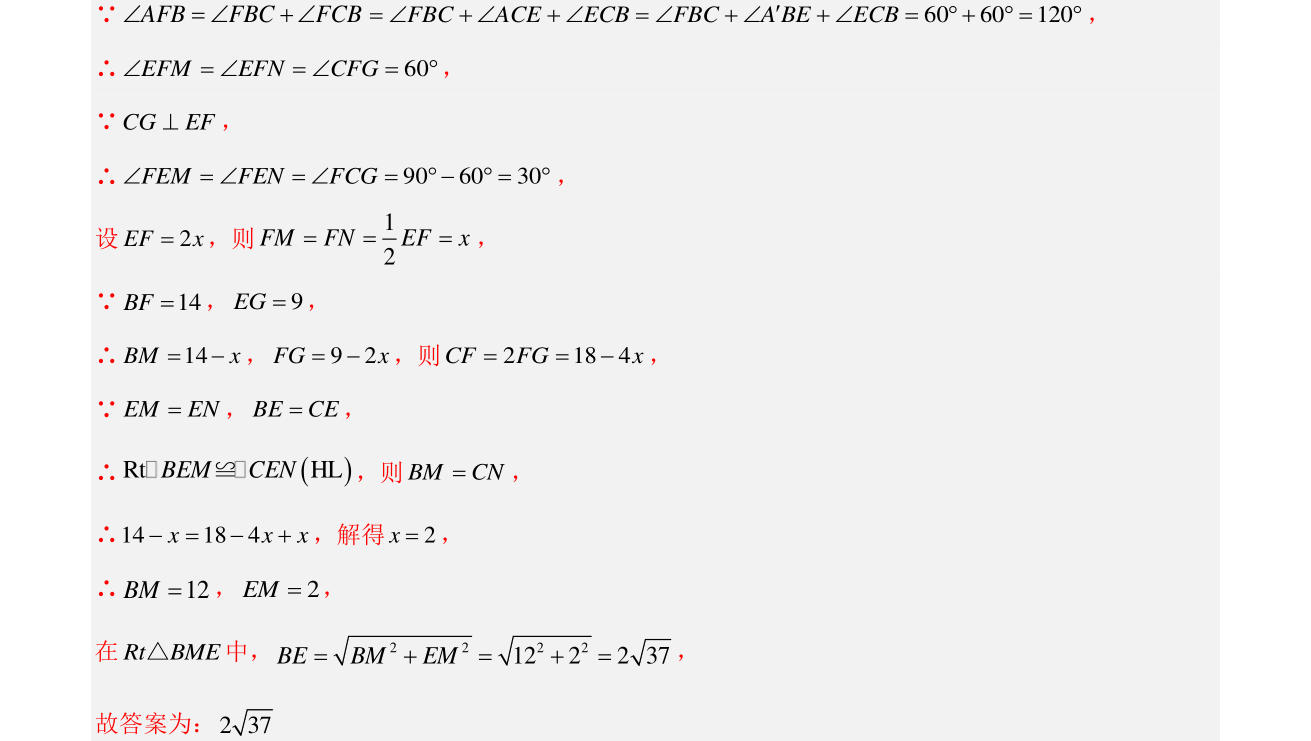 ∵ ∠AFB = ∠FBC + ∠FCB = ∠FBC + ∠ACE + ∠ECB = ∠FBC + ∠A′BE + ∠ECB = 60° + 60° = 120°，
∴ ∠EFM = ∠EFN = ∠CFG = 60°，
∵ CG ⊥ EF，
∴ ∠FEM = ∠FEN = ∠FCG = 90° − 60° = 30°，
设 EF = 2x，则 FM = FN = 1/2 EF = x，
∵ BF = 14， EG = 9，
∴ BM = 14 − x， FG = 9 − 2x，则 CF = 2FG = 18 − 4x，
∵ EM = EN， BE = CE，
∴ Rt□BEM ≌ □CEN (HL)，则 BM = CN，
∴ 14 − x = 18 − 4x + x，解得 x = 2，
∴ BM = 12， EM = 2，
在 Rt△BME 中， BE = √(BM² + EM²) = √(12² + 2²) = 2√37，
故答案为：2√37